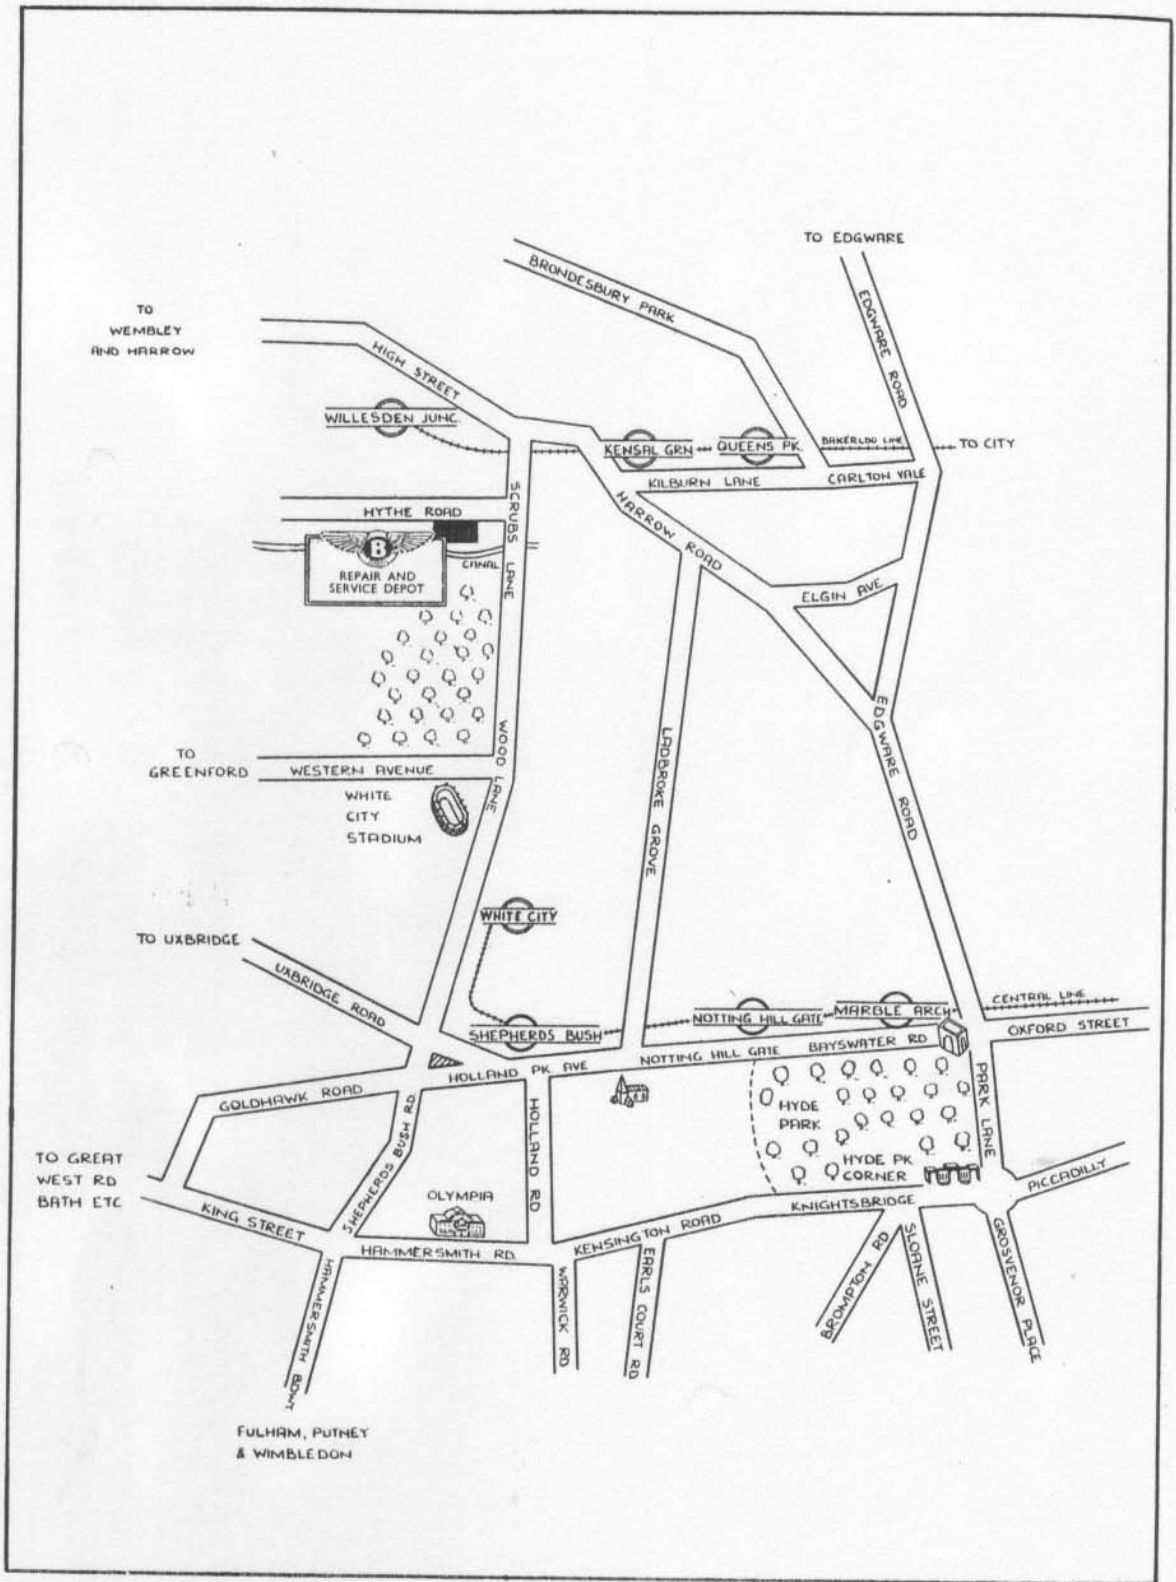 TO EDGWARE
BRONDESBURY PARK
EDGWARE ROAD
TO
WEMBLEY
AND HARROW
HIGH STREET
WILLESDEN JUNC.
KENSAL GRN
QUEENS PK.
BAKERLOO LINE
TO CITY
KILBURN LANE
CARLTON VALE
SCRUBS LANE
HYTHE ROAD
HARROW ROAD
B
REPAIR AND
SERVICE DEPOT
CANAL
ELGIN AVE
EDGWARE ROAD
WOOD LANE
LADBROKE GROVE
TO
GREENFORD
WESTERN AVENUE
WHITE
CITY
STADIUM
WHITE CITY
TO UXBRIDGE
UXBRIDGE ROAD
SHEPHERDS BUSH
NOTTING HILL GATE
MARBLE ARCH
CENTRAL LINE
OXFORD STREET
HOLLAND PK. AVE
NOTTING HILL GATE
BAYSWATER RD
GOLDHAWK ROAD
SHEPHERDS BUSH RD.
HOLLAND RD
HYDE
PARK
PARK LANE
HYDE PK
CORNER
PICCADILLY
TO GREAT
WEST RD
BATH ETC
KING STREET
OLYMPIA
HAMMERSMITH RD.
KENSINGTON ROAD
KNIGHTSBRIDGE
HAMMERSMITH BDWY
WARWICK RD
EARLS COURT RD
BROMPTON RD
SLOANE STREET
GROSVENOR PLACE
FULHAM, PUTNEY
& WIMBLEDON